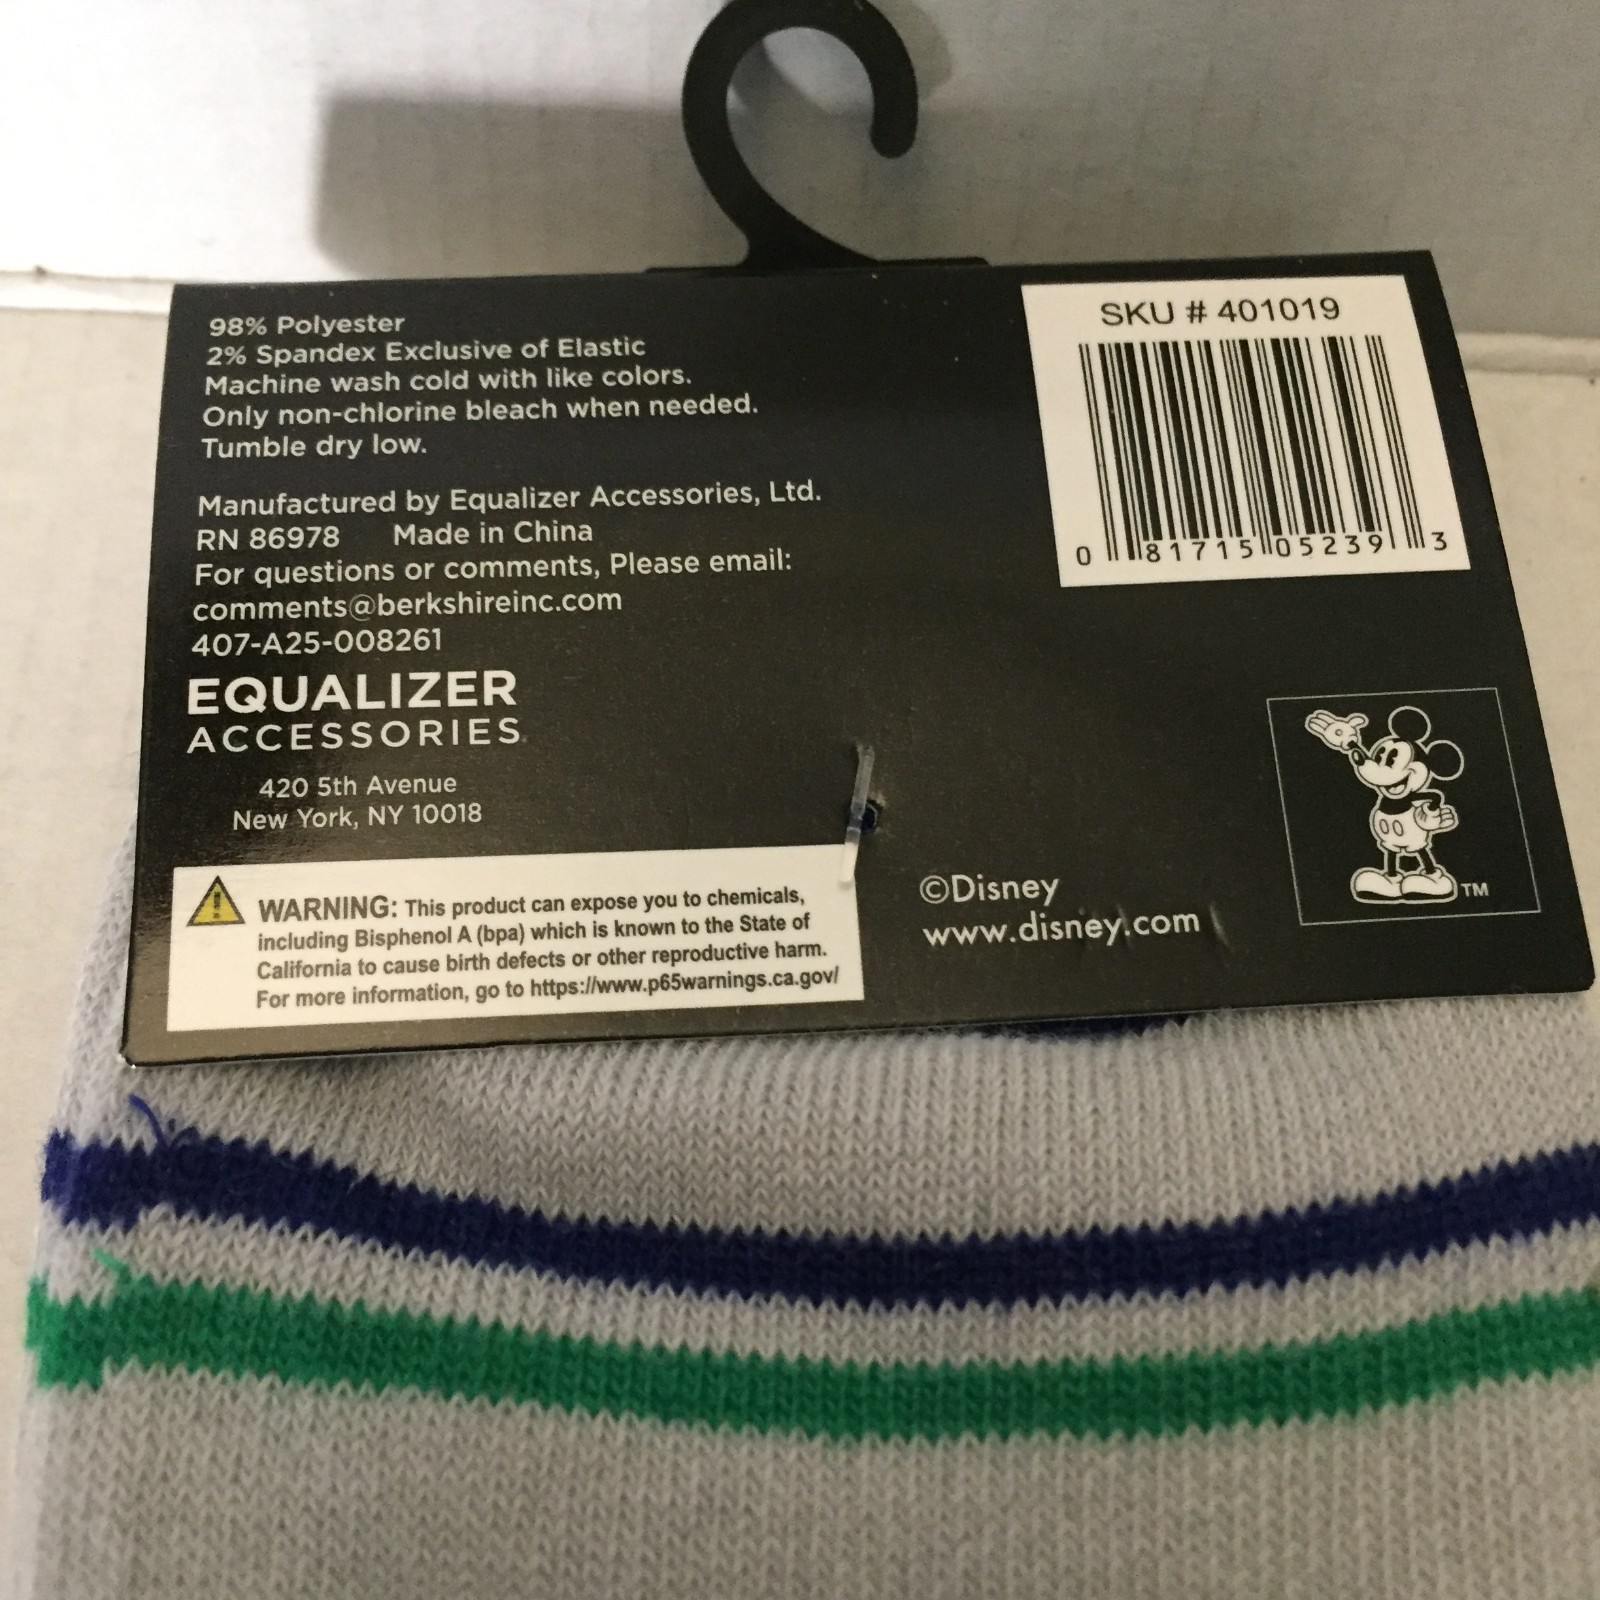 98% Polyester
2% Spandex Exclusive of Elastic
Machine wash cold with like colors.
Only non-chlorine bleach when needed.
Tumble dry low.
Manufactured by Equalizer Accessories, Ltd.
RN 86978 Made in China
For questions or comments, Please email:
comments@berkshireinc.com
407-A25-008261
EQUALIZER
ACCESSORIES
420 5th Avenue
New York, NY 10018
WARNING: This product can expose you to chemicals,
including Bisphenol A (bpa) which is known to the State of
California to cause birth defects or other reproductive harm.
For more information, go to https://www.p65warnings.ca.gov/
SKU # 401019
0 81715 05239 3
©Disney
www.disney.com
TM